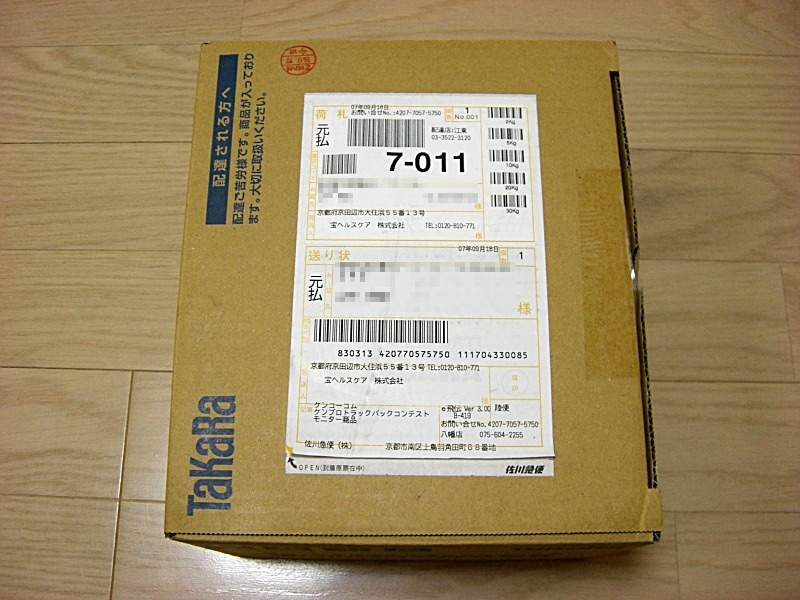 配達される方へ
配達ご苦労様です。商品が入っており
ます。大切に取扱いください。
TaKaRa
07年09月18日
荷札
お問い合せNo.:4207-7057-5750
1
No.001
元払
配達店:江東
03-3522-3120
7-011
2Kg
5Kg
10Kg
20Kg
30Kg
様
京都府京田辺市大住浜55番13号
宝ヘルスケア 株式会社 TEL:0120-810-771
様
07年09月18日
送り状
1
元払
様
830313 420770575750 111704330085
京都府京田辺市大住浜55番13号 TEL:0120-810-771
宝ヘルスケア 株式会社
様
ケンコーコム
ケンプロトラックバックコンテスト
モニター商品
e飛伝 Ver 3.00 陸便
B-419
お問い合せNo.:4207-7057-5750
八幡店 075-604-2255
佐川急便(株) 京都市南区上鳥羽角田町68番地
OPEN(到着原票在中)
佐川急便